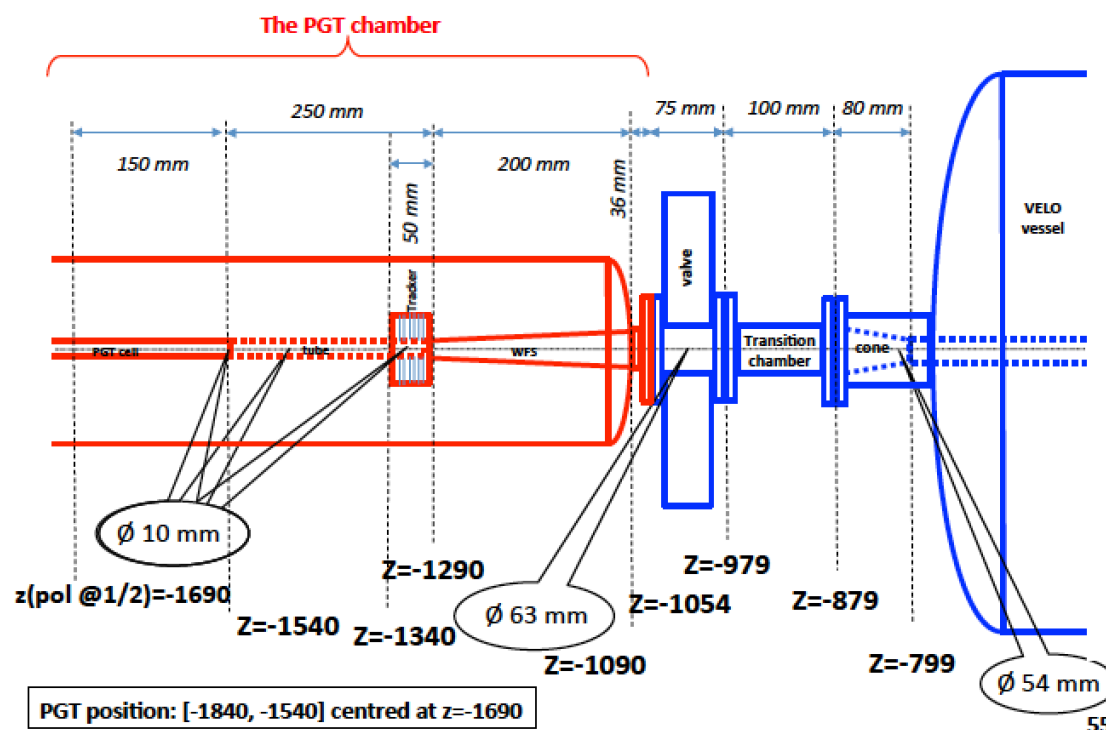 The PGT chamber
250 mm
75 mm
100 mm
80 mm
150 mm
200 mm
50 mm
36 mm
VELO
vessel
valve
Tracker
PGT cell
tube
WFS
Transition
chamber
cone
Ø 10 mm
Z=-1290
Z=-979
z(pol @1/2)=-1690
Ø 63 mm
Z=-1054
Z=-879
Z=-1540
Z=-1340
Z=-1090
Z=-799
Ø 54 mm
PGT position: [-1840, -1540] centred at z=-1690
55